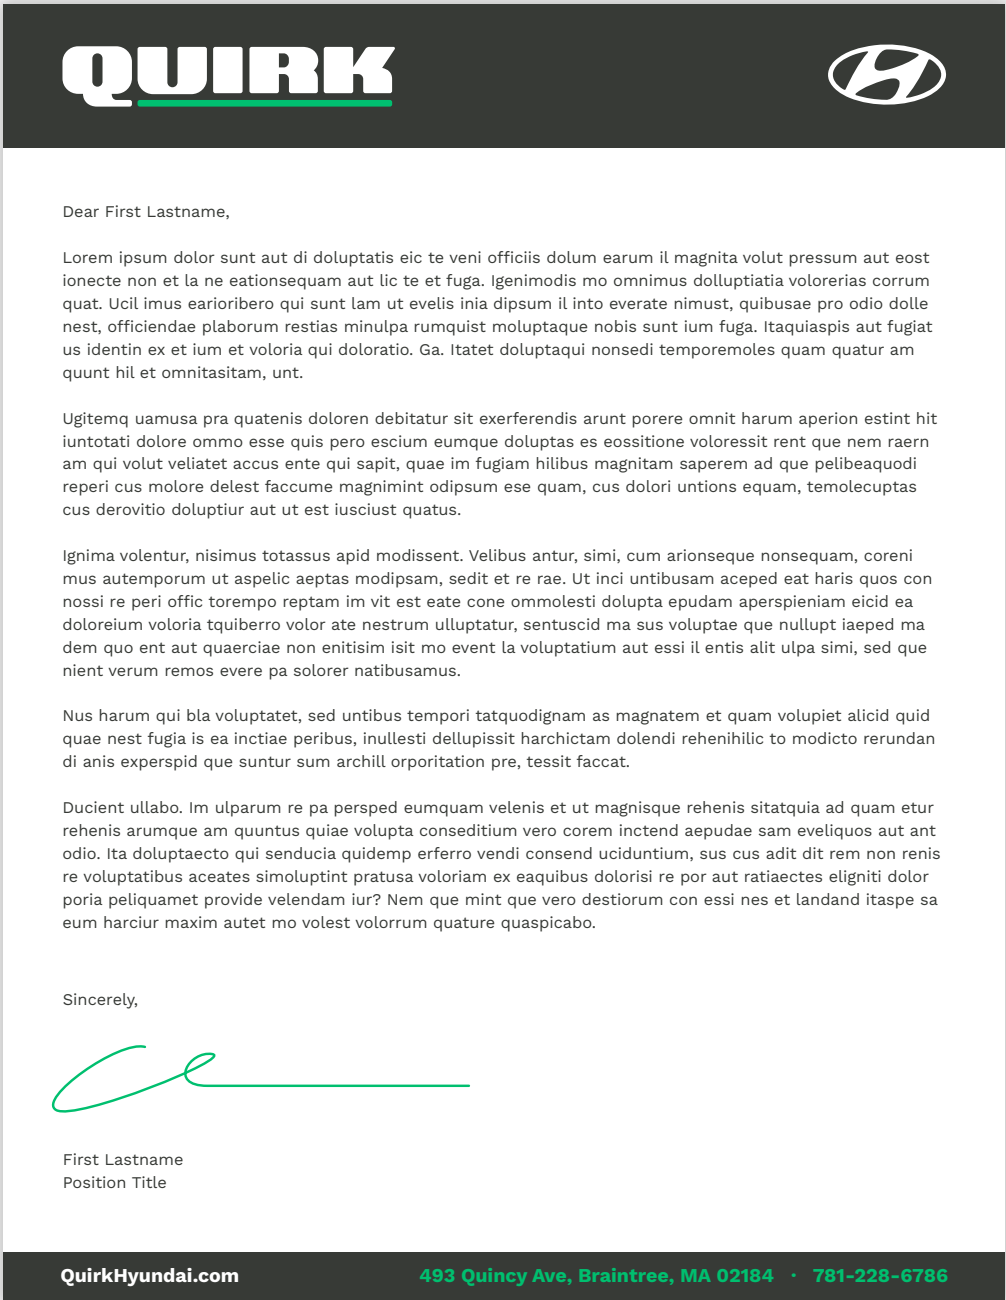 QUIRK
Dear First Lastname,
Lorem ipsum dolor sunt aut di doluptatis eic te veni officiis dolum earum il magnita volut pressum aut eost
ionecte non et la ne eationsequam aut lic te et fuga. Igenimodis mo omnimus dolluptiatia volorerias corrum
quat. Ucil imus earioribero qui sunt lam ut evelis inia dipsum il into everate nimust, quibusae pro odio dolle
nest, officiendae plaborum restias minulpa rumquist moluptaque nobis sunt ium fuga. Itaquiaspis aut fugiat
us identin ex et ium et voloria qui doloratio. Ga. Itatet doluptaqui nonsedi temporemoles quam quatur am
quunt hil et omnitasitam, unt.
Ugitemq uamusa pra quatenis doloren debitatur sit exerferendis arunt porere omnit harum aperion estint hit
iuntotati dolore ommo esse quis pero escium eumque doluptas es eossitione voloressit rent que nem raern
am qui volut veliatet accus ente qui sapit, quae im fugiam hilibus magnitam saperem ad que pelibeaquodi
reperi cus molore delest faccume magnimint odipsum ese quam, cus dolori untions equam, temolecuptas
cus derovitio doluptiur aut ut est iusciust quatus.
Ignima volentur, nisimus totassus apid modissent. Velibus antur, simi, cum arionseque nonsequam, coreni
mus autemporum ut aspelic aeptas modipsam, sedit et re rae. Ut inci untibusam aceped eat haris quos con
nossi re peri offic torempo reptam im vit est eate cone ommolesti dolupta epudam aperspieniam eicid ea
doloreium voloria tquiberro volor ate nestrum ulluptatur, sentuscid ma sus voluptae que nullupt iaeped ma
dem quo ent aut quaerciae non enitisim isit mo event la voluptatium aut essi il entis alit ulpa simi, sed que
nient verum remos evere pa solorer natibusamus.
Nus harum qui bla voluptatet, sed untibus tempori tatquodignam as magnatem et quam volupiet alicid quid
quae nest fugia is ea inctiae peribus, inullesti dellupissit harchictam dolendi rehenihilic to modicto rerundan
di anis experspid que suntur sum archill orporitation pre, tessit faccat.
Ducient ullabo. Im ulparum re pa persped eumquam velenis et ut magnisque rehenis sitatquia ad quam etur
rehenis arumque am quuntus quiae volupta conseditium vero corem inctend aepudae sam eveliquos aut ant
odio. Ita doluptaecto qui senducia quidemp erferro vendi consend uciduntium, sus cus adit dit rem non renis
re voluptatibus aceates simoluptint pratusa voloriam ex eaquibus dolorisi re por aut ratiaectes eligniti dolor
poria peliquamet provide velendam iur? Nem que mint que vero destiorum con essi nes et landand itaspe sa
eum harciur maxim autet mo volest volorrum quature quaspicabo.
Sincerely,
First Lastname
Position Title
QuirkHyundai.com 493 Quincy Ave, Braintree, MA 02184 · 781-228-6786